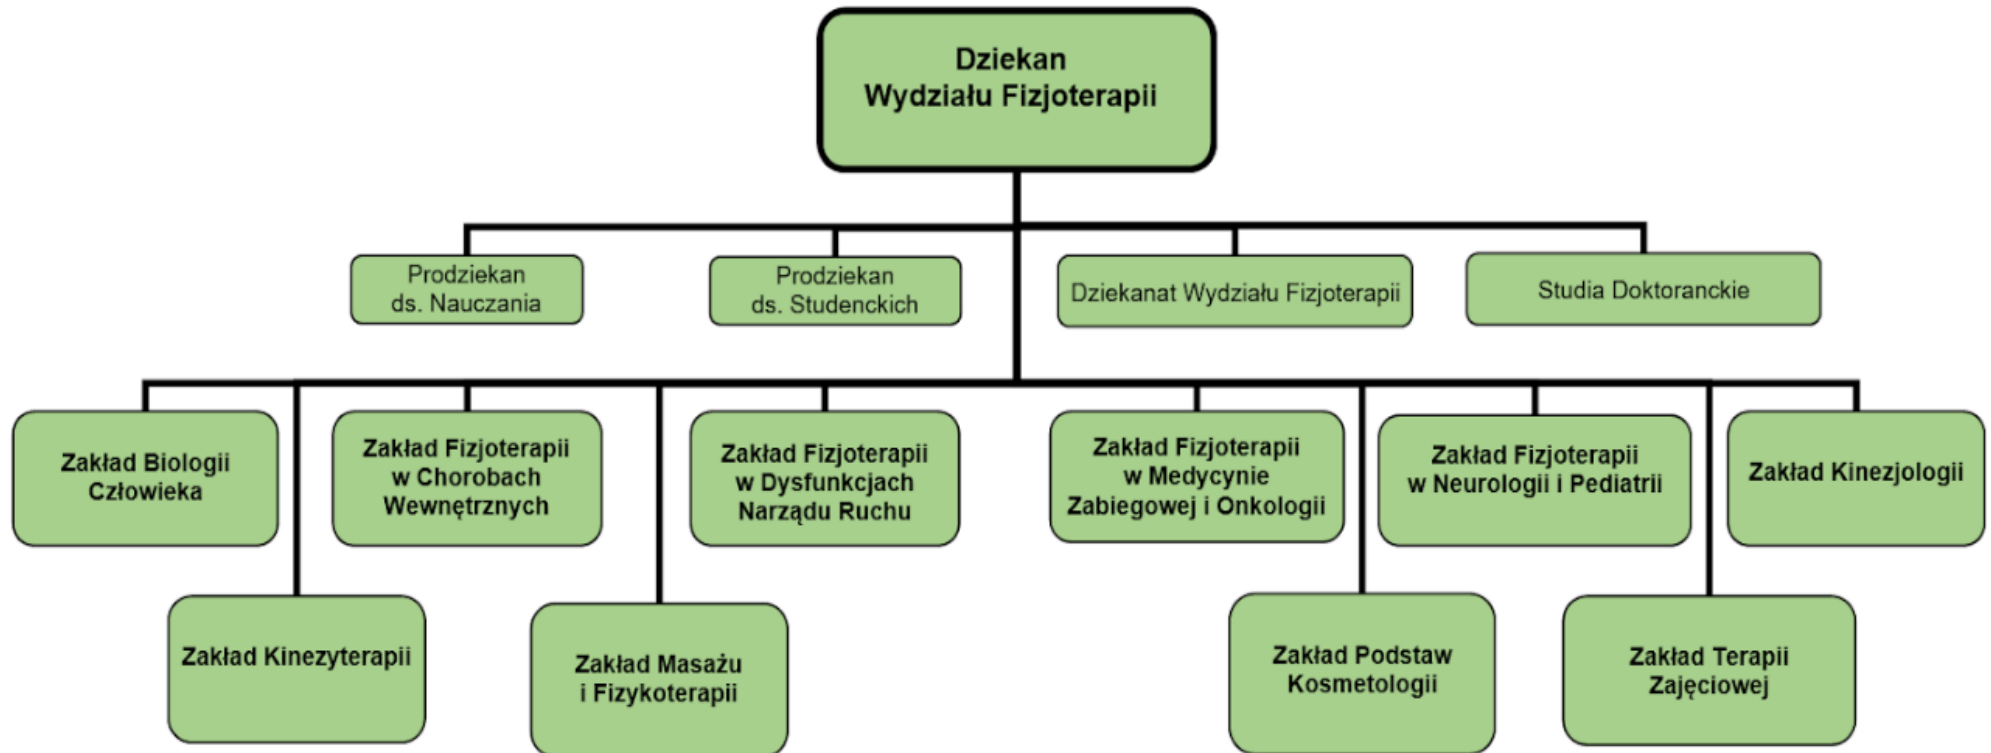 Dziekan
Wydziału Fizjoterapii
Prodziekan
ds. Nauczania
Prodziekan
ds. Studenckich
Dziekanat Wydziału Fizjoterapii
Studia Doktoranckie
Zakład Biologii
Człowieka
Zakład Fizjoterapii
w Chorobach
Wewnętrznych
Zakład Fizjoterapii
w Dysfunkcjach
Narządu Ruchu
Zakład Fizjoterapii
w Medycynie
Zabiegowej i Onkologii
Zakład Fizjoterapii
w Neurologii i Pediatrii
Zakład Kinezjologii
Zakład Kinezyterapii
Zakład Masażu
i Fizykoterapii
Zakład Podstaw
Kosmetologii
Zakład Terapii
Zajęciowej